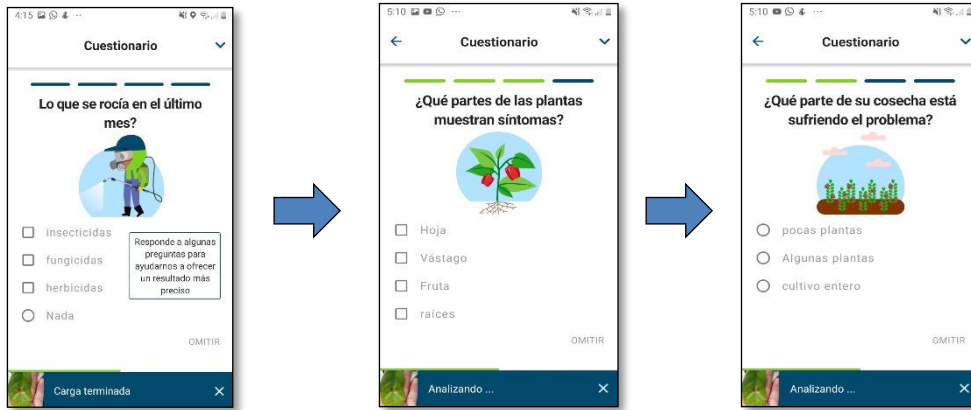 4:15
Cuestionario
Lo que se rocía en el último
mes?
insecticidas
fungicidas
herbicidas
Nada
Responde a algunas
preguntas para
ayudarnos a ofrecer
un resultado más
preciso
OMITIR
Carga terminada
5:10
Cuestionario
¿Qué partes de las plantas
muestran síntomas?
Hoja
Vástago
Fruta
raíces
OMITIR
Analizando ...
5:10
Cuestionario
¿Qué parte de su cosecha está
sufriendo el problema?
pocas plantas
Algunas plantas
cultivo entero
OMITIR
Analizando ...